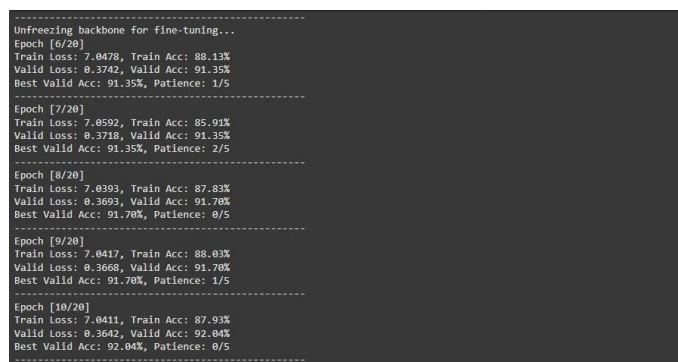 --------------------------------------------------
Unfreezing backbone for fine-tuning...
Epoch [6/20]
Train Loss: 7.0478, Train Acc: 88.13%
Valid Loss: 0.3742, Valid Acc: 91.35%
Best Valid Acc: 91.35%, Patience: 1/5
--------------------------------------------------
Epoch [7/20]
Train Loss: 7.0592, Train Acc: 85.91%
Valid Loss: 0.3718, Valid Acc: 91.35%
Best Valid Acc: 91.35%, Patience: 2/5
--------------------------------------------------
Epoch [8/20]
Train Loss: 7.0393, Train Acc: 87.83%
Valid Loss: 0.3693, Valid Acc: 91.70%
Best Valid Acc: 91.70%, Patience: 0/5
--------------------------------------------------
Epoch [9/20]
Train Loss: 7.0417, Train Acc: 88.03%
Valid Loss: 0.3668, Valid Acc: 91.70%
Best Valid Acc: 91.70%, Patience: 1/5
--------------------------------------------------
Epoch [10/20]
Train Loss: 7.0411, Train Acc: 87.93%
Valid Loss: 0.3642, Valid Acc: 92.04%
Best Valid Acc: 92.04%, Patience: 0/5
--------------------------------------------------